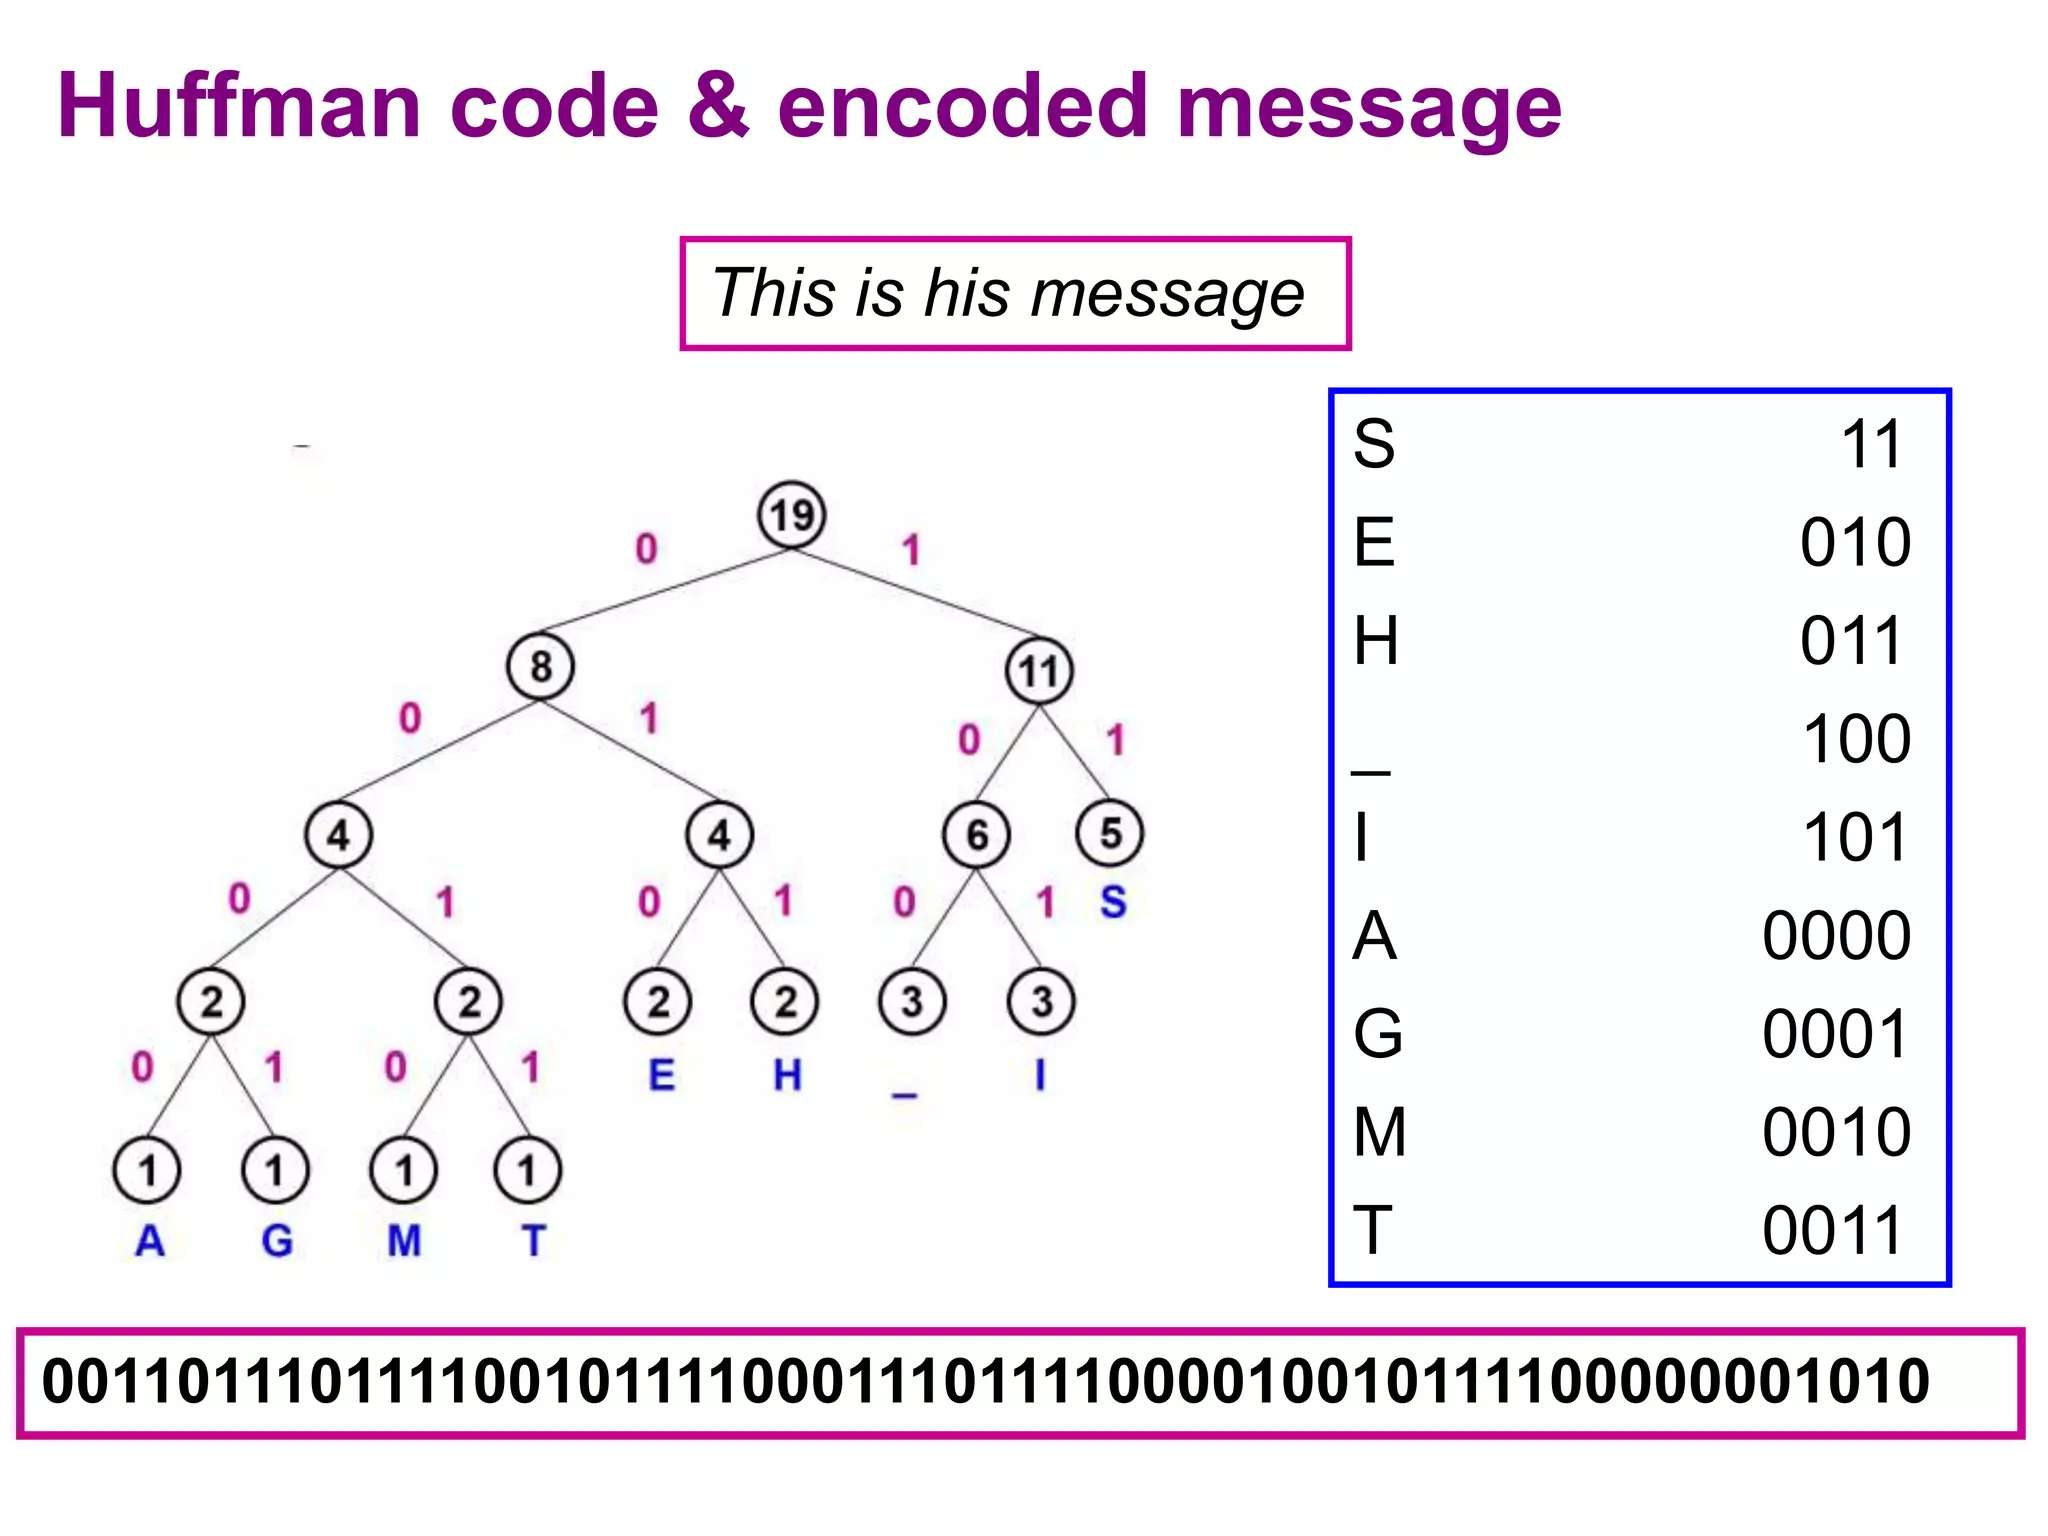 Huffman code & encoded message
This is his message
19
0 1
8 11
0 1 0 1
4 4 6 5
0 1 0 1 0 1 S
2 2 2 2 3 3
0 1 0 1 E H _ I
1 1 1 1
A G M T
S 11
E 010
H 011
_ 100
I 101
A 0000
G 0001
M 0010
T 0011
00110111011110010111100011101111000010010111100000001010